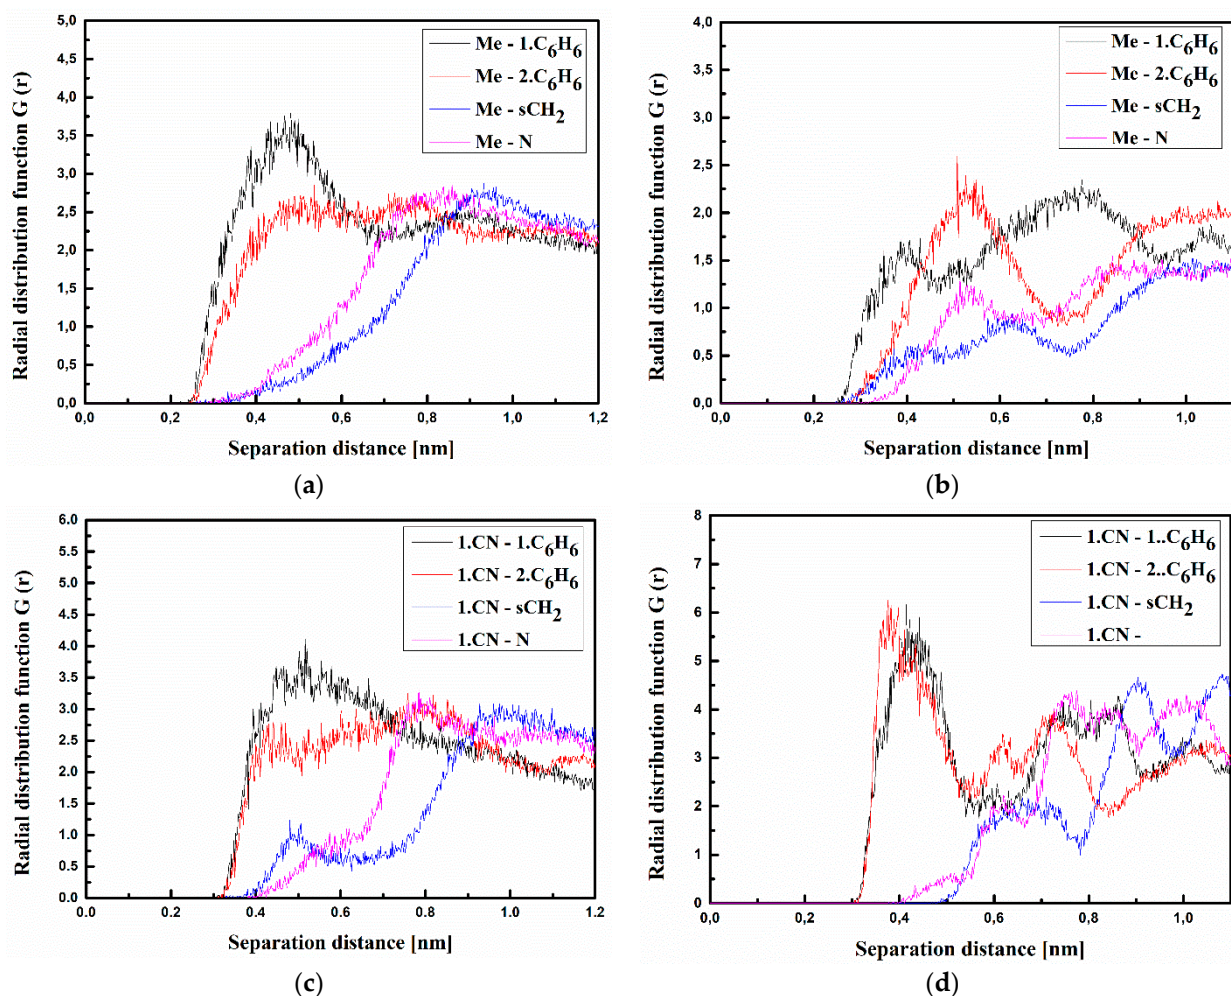 Radial distribution function G (r)
5,0
4,5
4,0
3,5
3,0
2,5
2,0
1,5
1,0
0,5
0,0
Me - 1.C6H6
Me - 2.C6H6
Me - sCH2
Me - N
0,0 0,2 0,4 0,6 0,8 1,0 1,2
Separation distance [nm]
(a)
Radial distribution function G (r)
4,0
3,5
3,0
2,5
2,0
1,5
1,0
0,5
0,0
Me - 1.C6H6
Mc - 2.C6H6
Me - sCH2
Me - N
0,0 0,2 0,4 0,6 0,8 1,0
Separation distance [nm]
(b)
Radial distribution function G (r)
6.0
5.5
5.0
4.5
4.0
3.5
3.0
2.5
2.0
1.5
1.0
0.5
0.0
1.CN - 1.C6H6
1.CN - 2.C6H6
1.CN - sCH2
1.CN - N
0.0 0.2 0.4 0.6 0.8 1.0 1.2
Separation distance [nm]
(c)
Radial distribution function G (r)
8
7
6
5
4
3
2
1
0
1.CN - 1..C6H6
1.CN - 2..C6H6
1.CN - sCH2
1.CN -
0,0 0,2 0,4 0,6 0,8 1,0
Separation distance [nm]
(d)